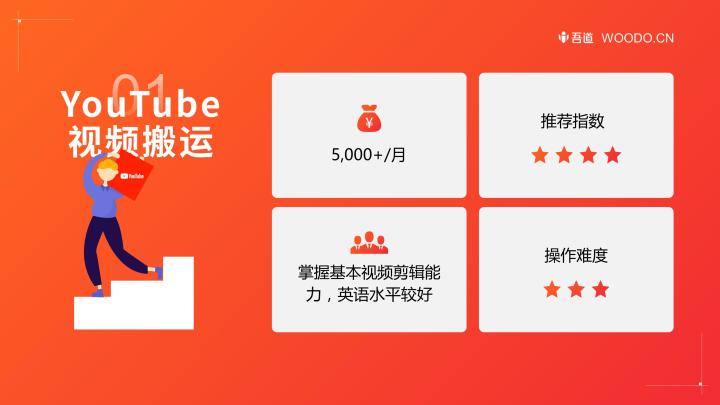 吾道 WOODO.CN
01
YouTube
视频搬运
YouTube
¥
5,000+/月
推荐指数
掌握基本视频剪辑能
力，英语水平较好
操作难度